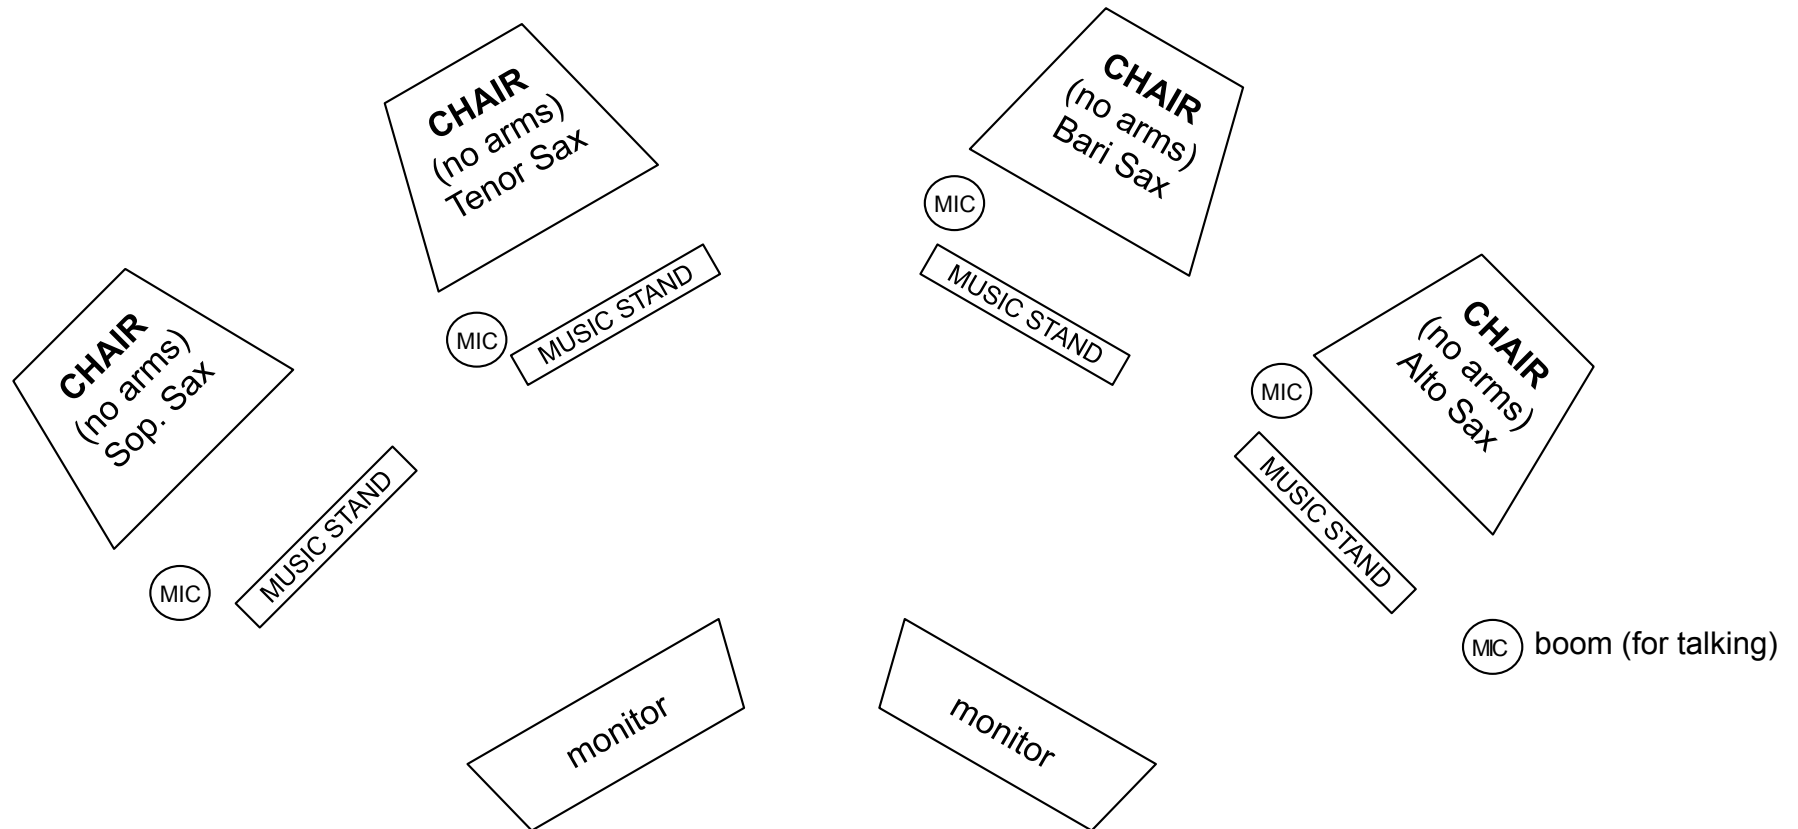 CHAIR
(no arms)
Tenor Sax
MIC
MUSIC STAND
CHAIR
(no arms)
Bari Sax
MIC
MUSIC STAND
CHAIR
(no arms)
Sop. Sax
MIC
MUSIC STAND
CHAIR
(no arms)
Alto Sax
MIC
MUSIC STAND
MIC boom (for talking)
monitor
monitor